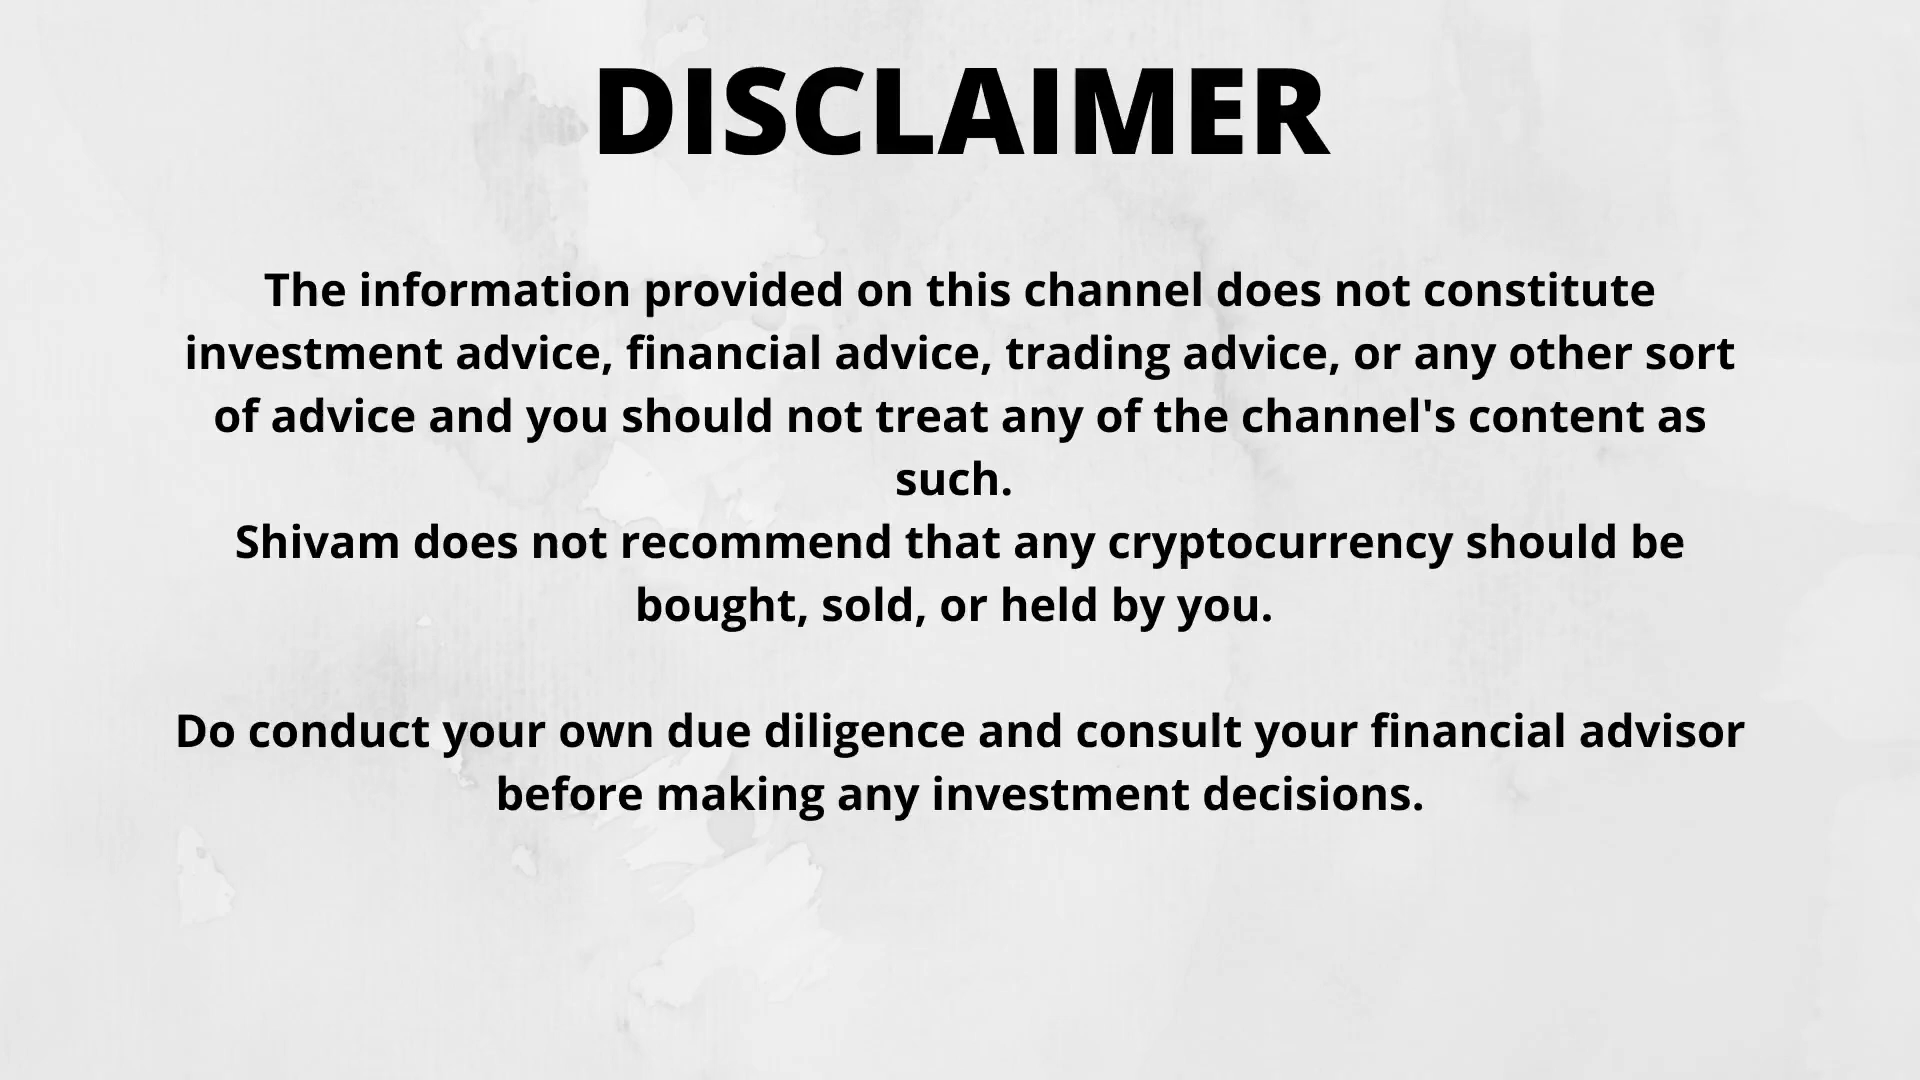 DISCLAIMER
The information provided on this channel does not constitute
investment advice, financial advice, trading advice, or any other sort
of advice and you should not treat any of the channel's content as
such.
Shivam does not recommend that any cryptocurrency should be
bought, sold, or held by you.
Do conduct your own due diligence and consult your financial advisor
before making any investment decisions.